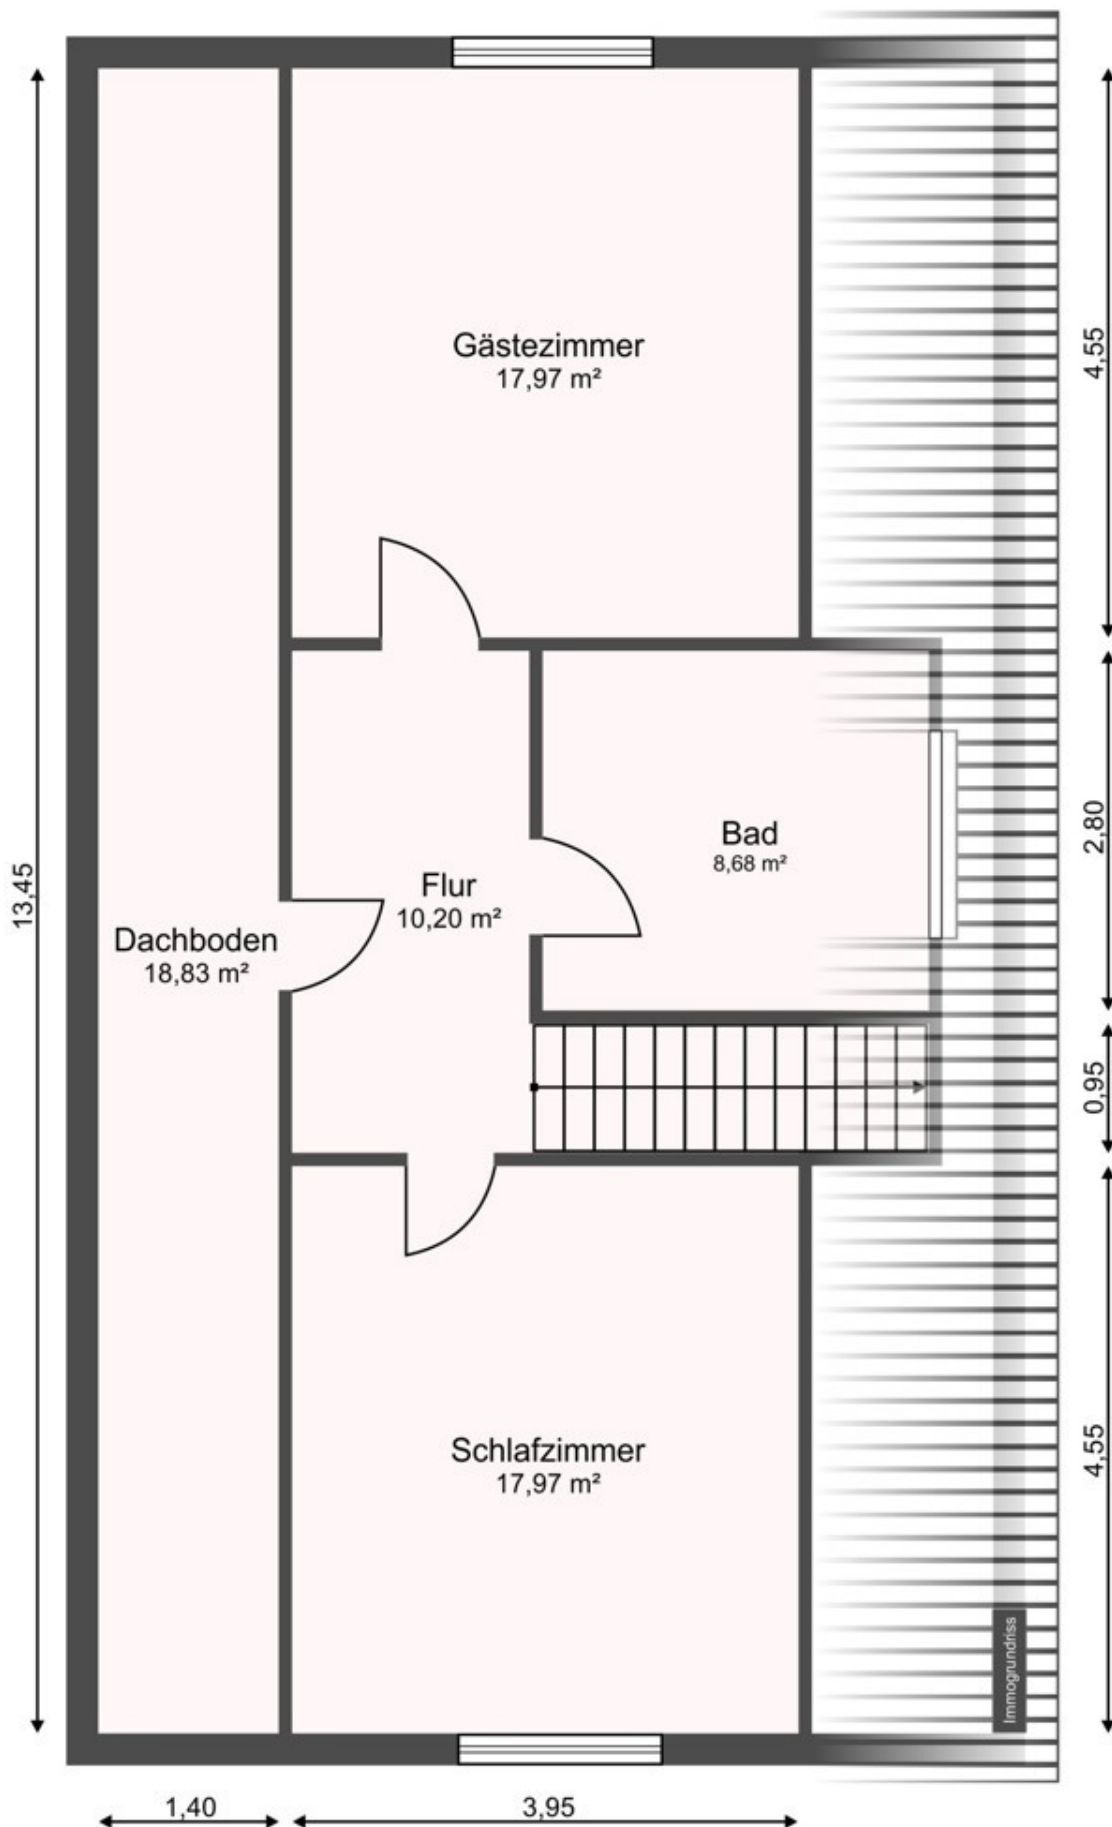 Gästezimmer
17,97 m²
4,55
Bad
8,68 m²
2,80
Flur
10,20 m²
13,45
Dachboden
18,83 m²
0,95
Schlafzimmer
17,97 m²
4,55
Immogrundriss
1,40
3,95